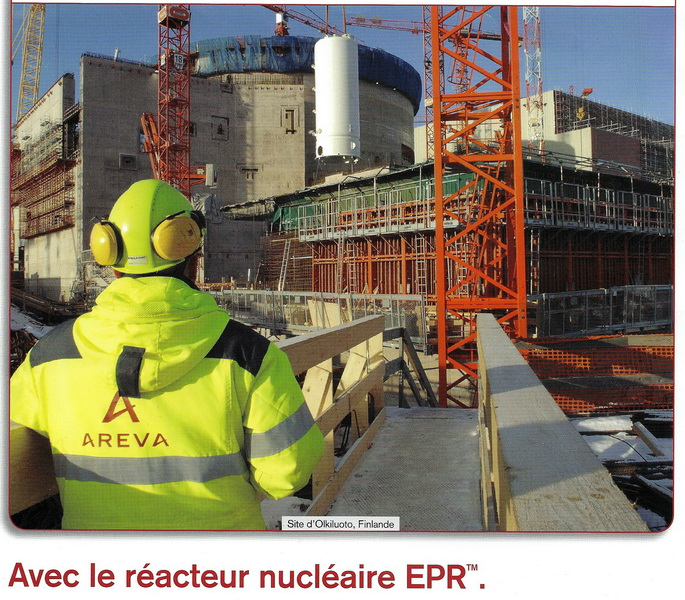 AREVA
Site d'Olkiluoto, Finlande
Avec le réacteur nucléaire EPR™.